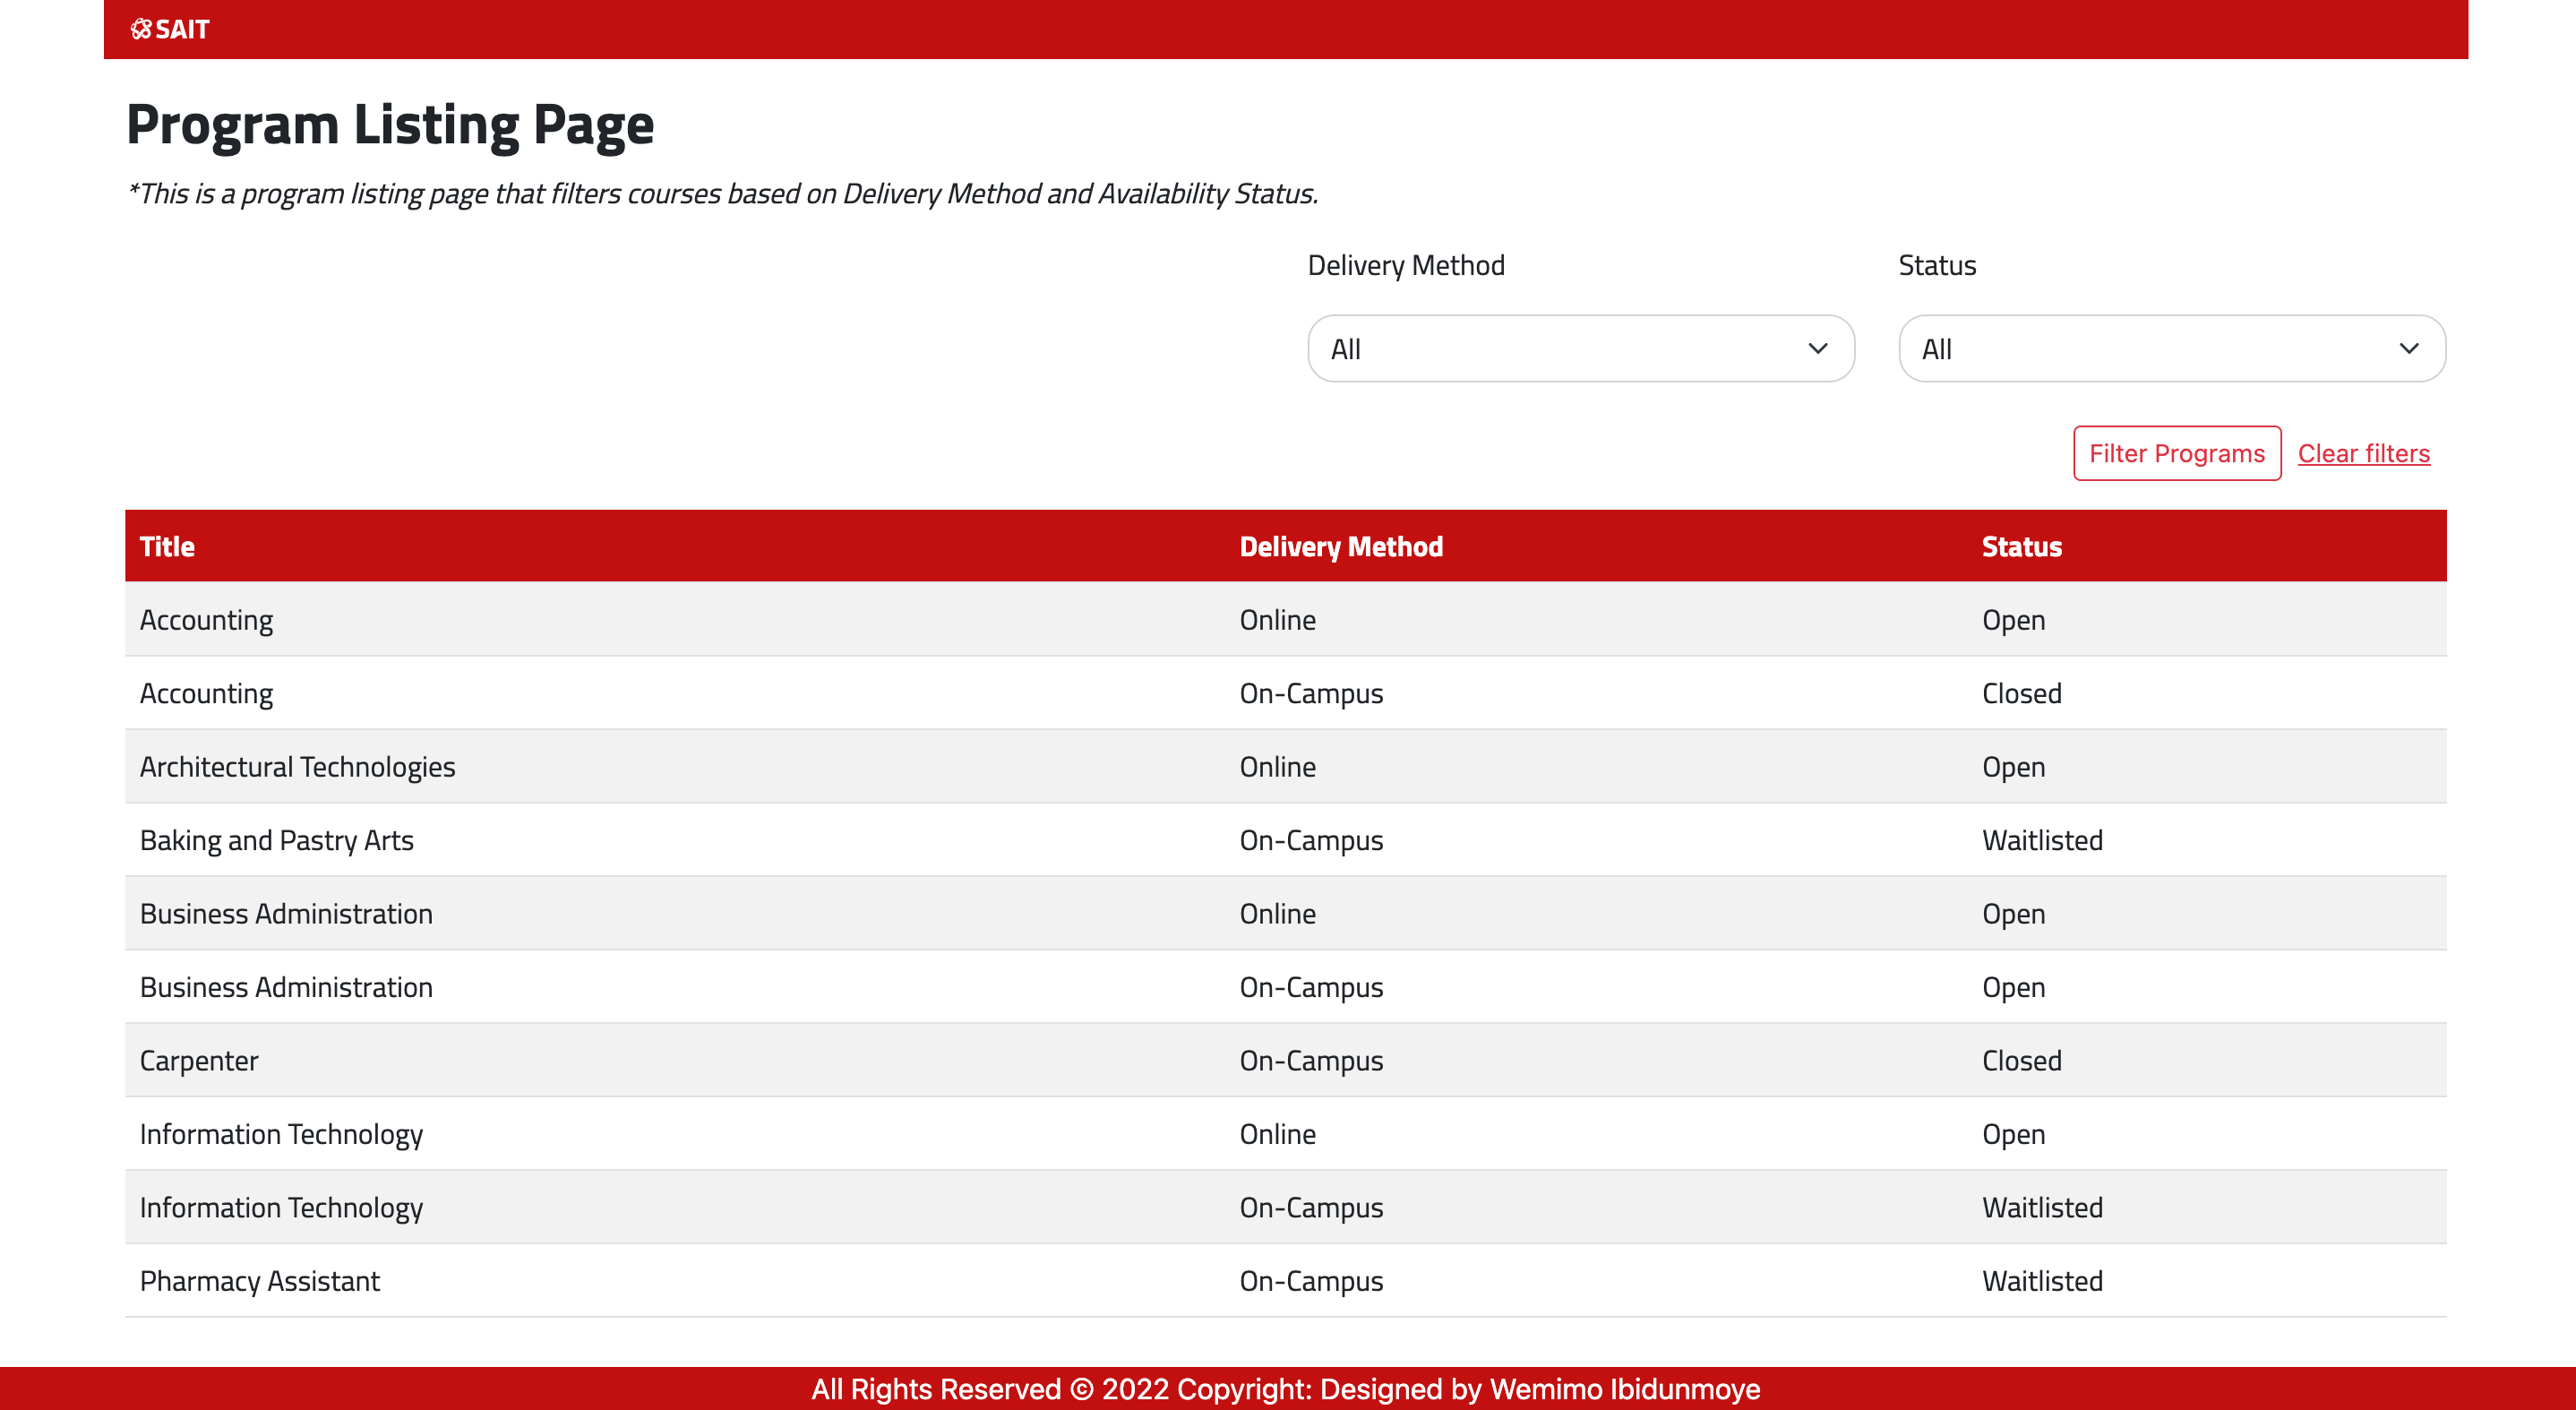 SAIT
Program Listing Page
*This is a program listing page that filters courses based on Delivery Method and Availability Status.
Delivery Method Status
All All
Filter Programs Clear filters
Title Delivery Method Status
Accounting Online Open
Accounting On-Campus Closed
Architectural Technologies Online Open
Baking and Pastry Arts On-Campus Waitlisted
Business Administration Online Open
Business Administration On-Campus Open
Carpenter On-Campus Closed
Information Technology Online Open
Information Technology On-Campus Waitlisted
Pharmacy Assistant On-Campus Waitlisted
All Rights Reserved © 2022 Copyright: Designed by Wemimo Ibidunmoye